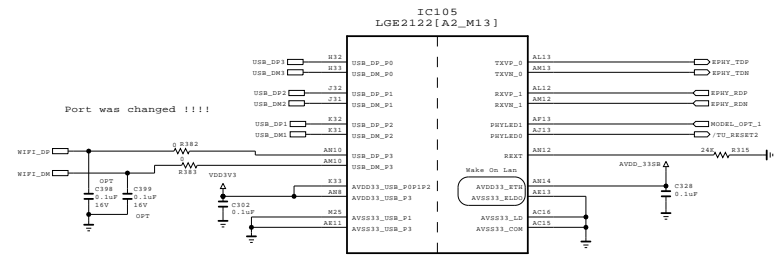 IC105
LGE2122[A2_M13]
USB_DP3 H32 USB_DP_P0
USB_DM3 H33 USB_DM_P0
USB_DP2 J32 USB_DP_P1
USB_DM2 J31 USB_DM_P1
Port was changed !!!!
USB_DP1 K32 USB_DP_P2
USB_DM1 K31 USB_DM_P2
WIFI_DP 0 R382 AN10 USB_DP_P3
WIFI_DM 0 R383 AM10 USB_DM_P3
OPT
C398
0.1uF
16V
C399
0.1uF
16V
OPT
VDD3V3
K33 AVDD33_USB_P0P1P2
AN8 AVDD33_USB_P3
C302
0.1uF
M25 AVSS33_USB_P1
AE11 AVSS33_USB_P3
TXVP_0 AL13 EPHY_TDP
TXVN_0 AM13 EPHY_TDN
RXVP_1 AL12 EPHY_RDP
RXVN_1 AM12 EPHY_RDN
PHYLED1 AF13 MODEL_OPT_1
PHYLED0 AJ13 /TU_RESET2
REXT AN12 24K R315
AVDD_33SB
Wake On Lan
AVDD33_ETH AN14
AVSS33_ELDO AE13
C328
0.1uF
AVSS33_LD AC16
AVSS33_COM AC15